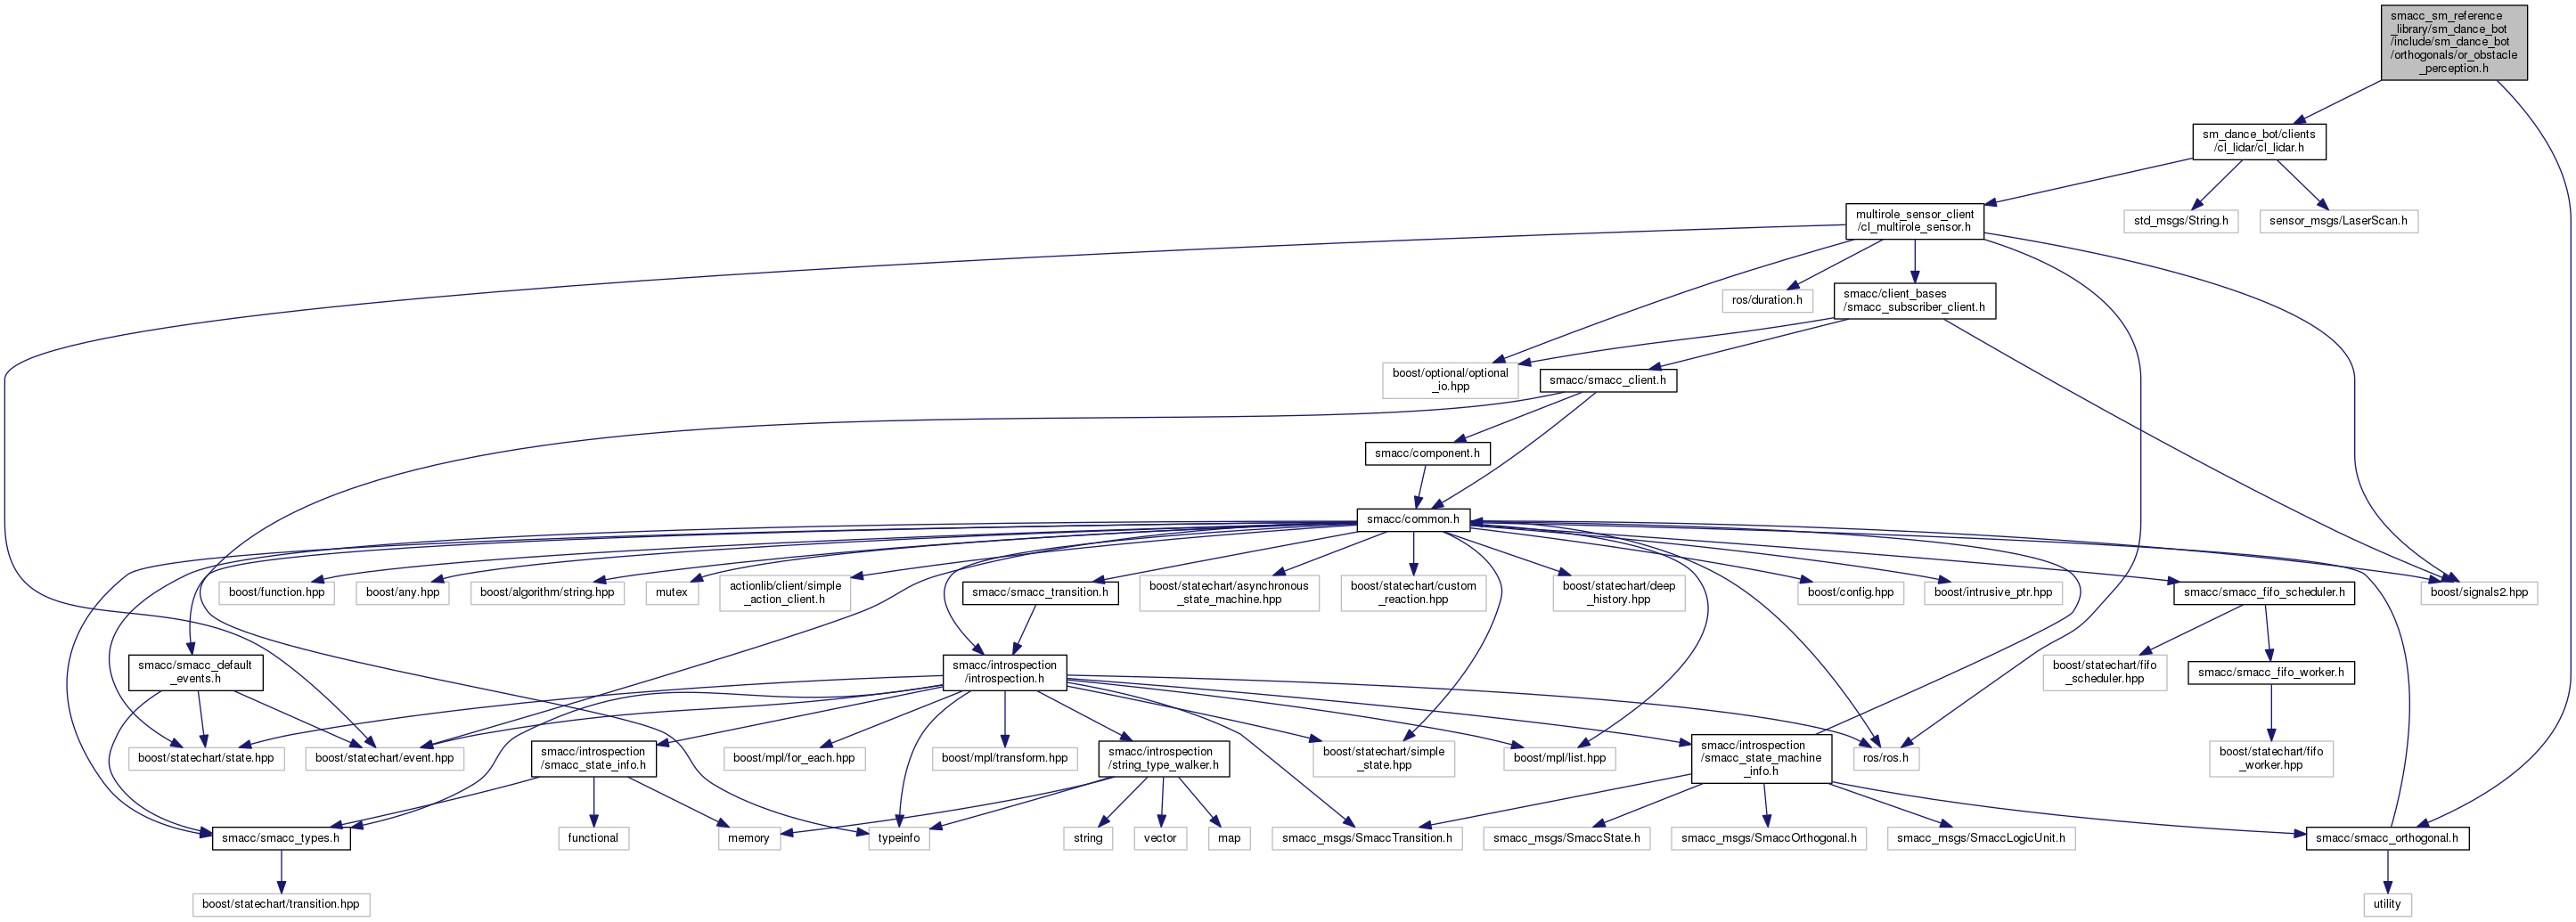 smacc_sm_reference
_library/sm_dance_bot
/include/sm_dance_bot
/orthogonals/or_obstacle
_perception.h
sm_dance_bot/clients
/cl_lidar/cl_lidar.h
multirole_sensor_client
/cl_multirole_sensor.h
std_msgs/String.h
sensor_msgs/LaserScan.h
ros/duration.h
smacc/client_bases
/smacc_subscriber_client.h
boost/optional/optional
_io.hpp
smacc/smacc_client.h
smacc/component.h
smacc/common.h
boost/function.hpp
boost/any.hpp
boost/algorithm/string.hpp
mutex
actionlib/client/simple
_action_client.h
smacc/smacc_transition.h
boost/statechart/asynchronous
_state_machine.hpp
boost/statechart/custom
_reaction.hpp
boost/statechart/deep
_history.hpp
boost/config.hpp
boost/intrusive_ptr.hpp
smacc/smacc_fifo_scheduler.h
boost/signals2.hpp
smacc/smacc_default
_events.h
smacc/introspection
/introspection.h
boost/statechart/fifo
_scheduler.hpp
smacc/smacc_fifo_worker.h
boost/statechart/state.hpp
boost/statechart/event.hpp
smacc/introspection
/smacc_state_info.h
boost/mpl/for_each.hpp
boost/mpl/transform.hpp
smacc/introspection
/string_type_walker.h
boost/statechart/simple
_state.hpp
boost/mpl/list.hpp
smacc/introspection
/smacc_state_machine
_info.h
ros/ros.h
boost/statechart/fifo
_worker.hpp
smacc/smacc_types.h
functional
memory
typeinfo
string
vector
map
smacc_msgs/SmaccTransition.h
smacc_msgs/SmaccState.h
smacc_msgs/SmaccOrthogonal.h
smacc_msgs/SmaccLogicUnit.h
smacc/smacc_orthogonal.h
boost/statechart/transition.hpp
utility